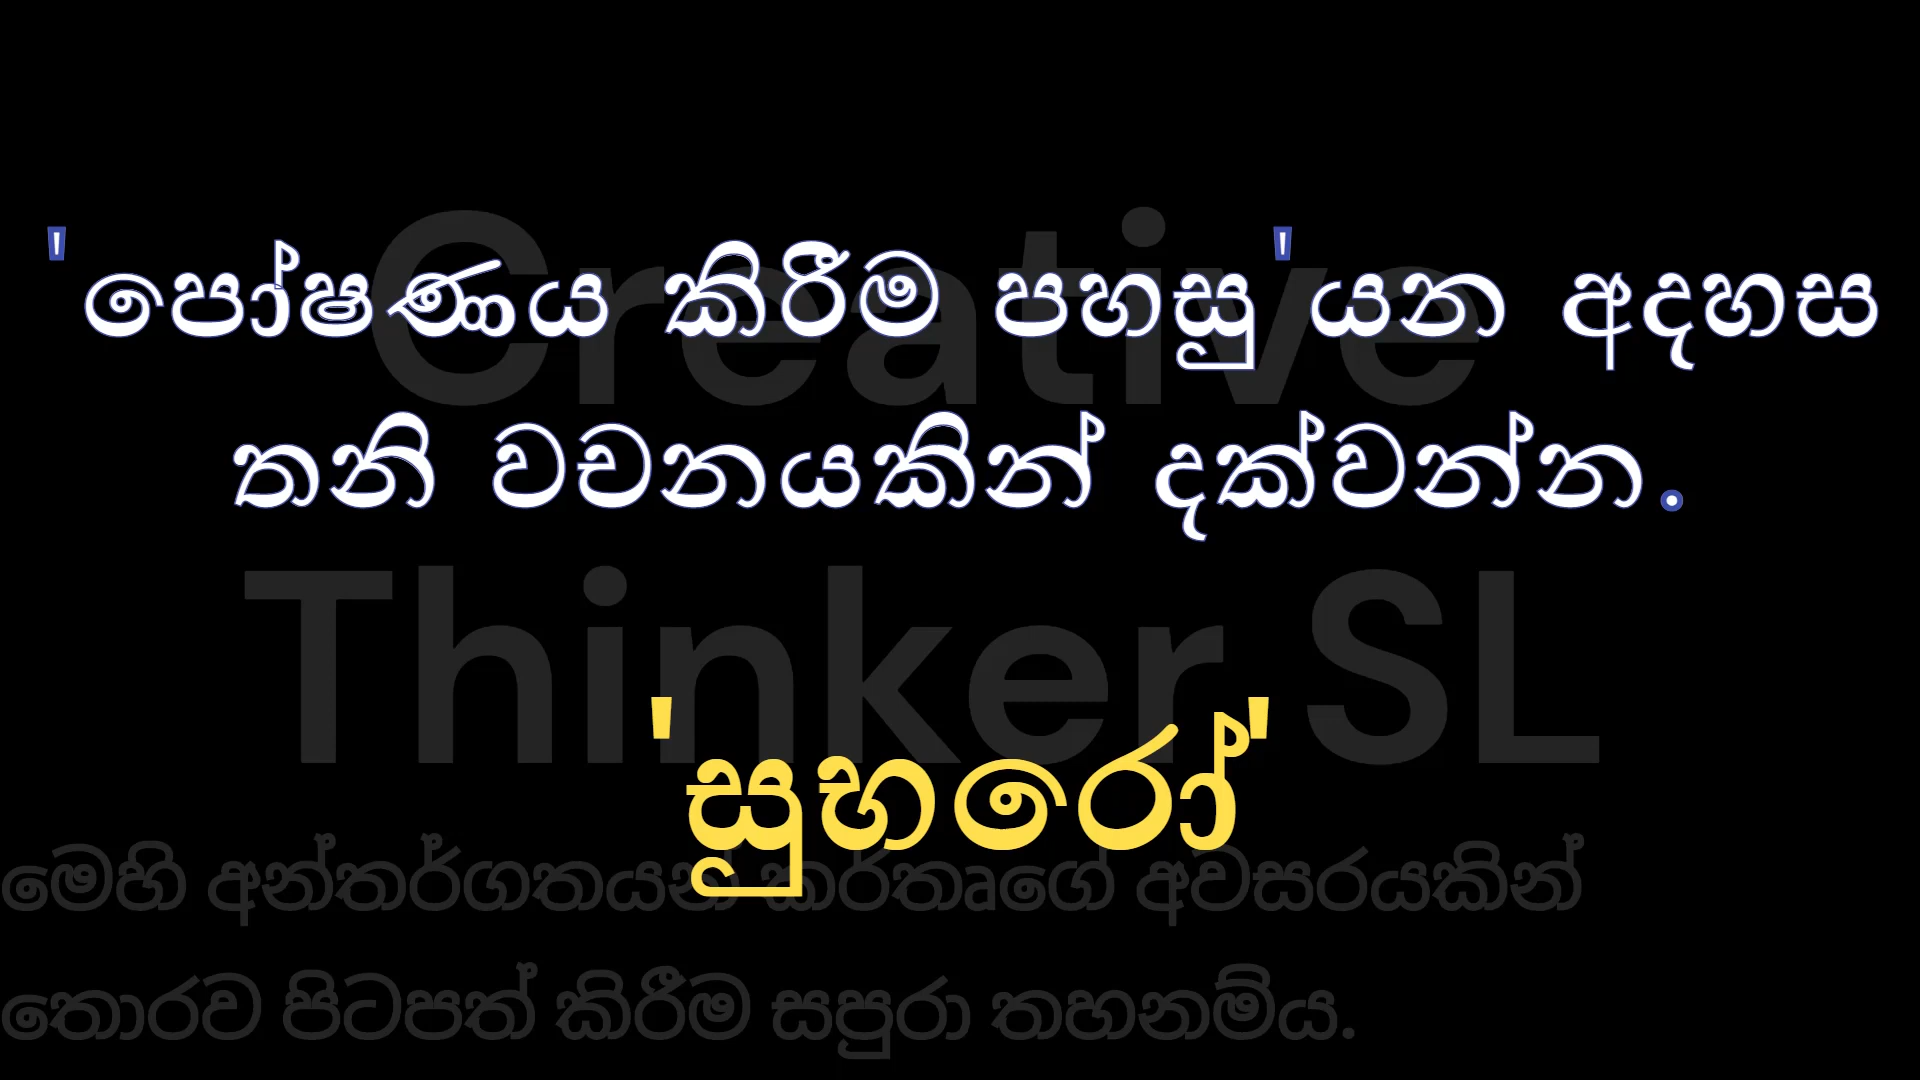 'පෝෂණය කිරීම පහසු'යන අදහස
තනි වචනයකින් දක්වන්න.
Creative
Thinker SL
'සුභරෝ'
මෙහි අන්තර්ගතයන් කර්තෘගේ අවසරයකින්
තොරව පිටපත් කිරීම සපුරා තහනම්ය.